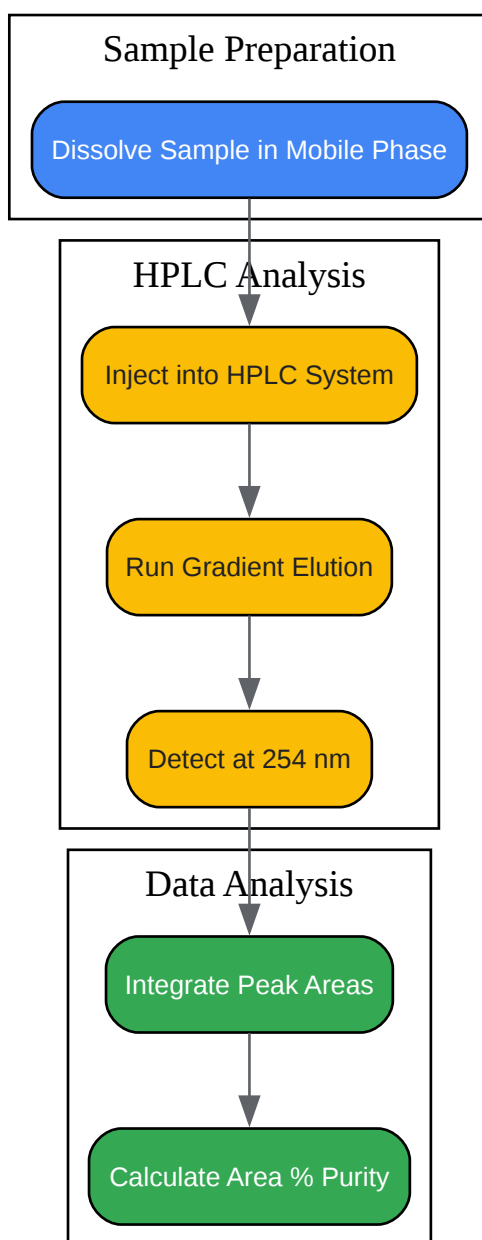 Sample Preparation
Dissolve Sample in Mobile Phase
HPLC Analysis
Inject into HPLC System
Run Gradient Elution
Detect at 254 nm
Data Analysis
Integrate Peak Areas
Calculate Area % Purity